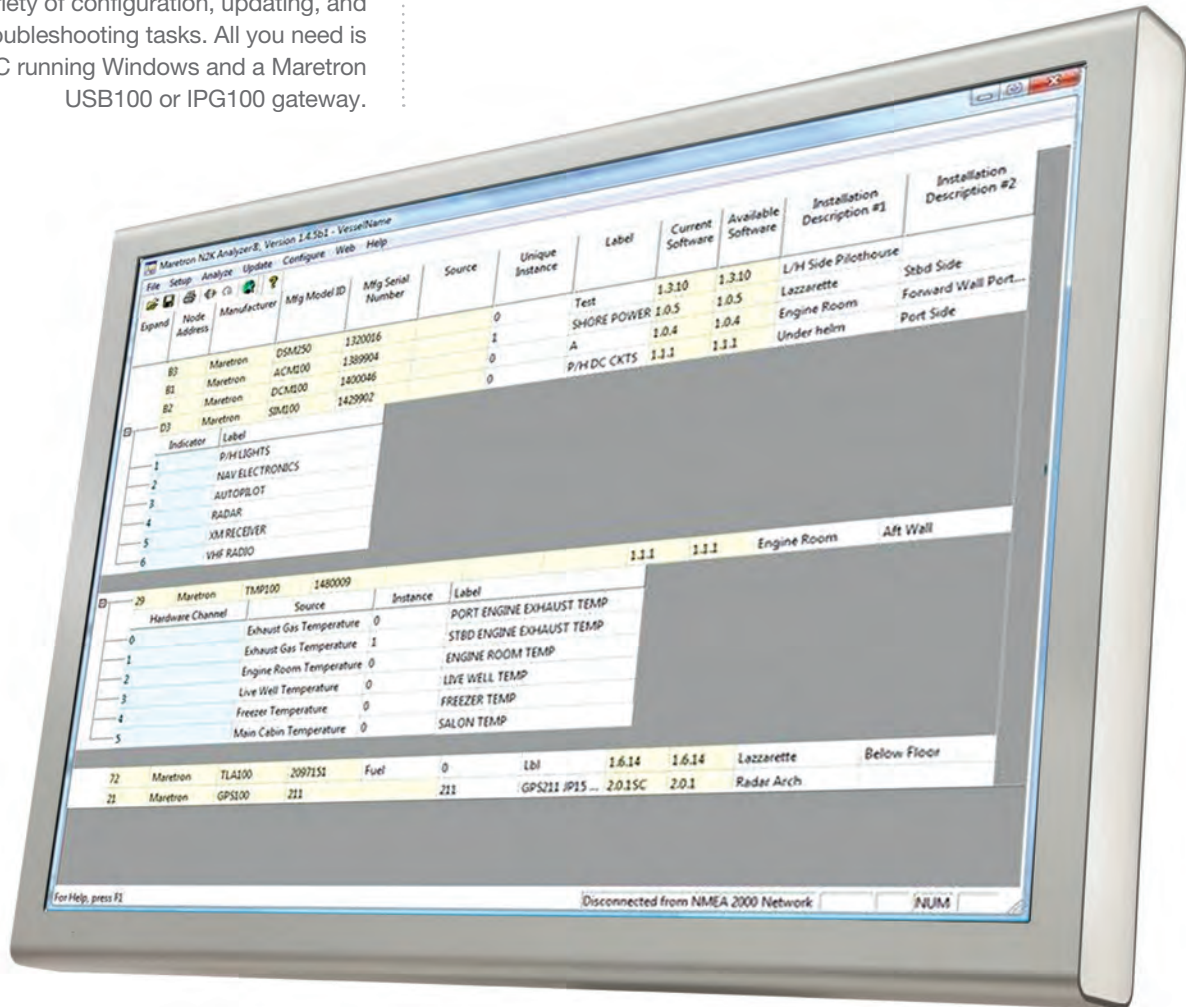 riety of configuration, updating, and
oubleshooting tasks. All you need is
C running Windows and a Maretron
USB100 or IPG100 gateway.
Maretron N2K Analyzer®, Version 1.4.5b1 - VesselName
File Setup Analyze Update Configure Web Help
Expand Node Address Manufacturer Mfg Model ID Mfg Serial Number Source Unique Instance Label Current Software Available Software Installation Description #1 Installation Description #2
B3 Maretron DSM250 1320016 0 Test 1.3.10 1.3.10 L/H Side Pilothouse
B1 Maretron ACM100 1389904 1 SHORE POWER 1.0.5 1.0.5 Lazzarette Stbd Side
B2 Maretron DCM100 1400046 0 A 1.0.4 1.0.4 Engine Room Forward Wall Port...
D3 Maretron SIM100 1429902 0 P/H DC CKTS 1.1.1 1.1.1 Under helm Port Side
Indicator Label
1 P/H LIGHTS
2 NAV ELECTRONICS
3 AUTOPILOT
4 RADAR
5 XM RECEIVER
6 VHF RADIO
29 Maretron TMP100 1480009 1.1.1 1.1.1 Engine Room Aft Wall
Hardware Channel Source Instance Label
0 Exhaust Gas Temperature 0 PORT ENGINE EXHAUST TEMP
1 Exhaust Gas Temperature 1 STBD ENGINE EXHAUST TEMP
2 Engine Room Temperature 0 ENGINE ROOM TEMP
3 Live Well Temperature 0 LIVE WELL TEMP
4 Freezer Temperature 0 FREEZER TEMP
5 Main Cabin Temperature 0 SALON TEMP
72 Maretron TLA100 2097151 Fuel 0 Lbl 1.6.14 1.6.14 Lazzarette Below Floor
21 Maretron GPS100 211 211 GPS211 JP15 ... 2.0.1SC 2.0.1 Radar Arch
For Help, press F1
Disconnected from NMEA 2000 Network NUM